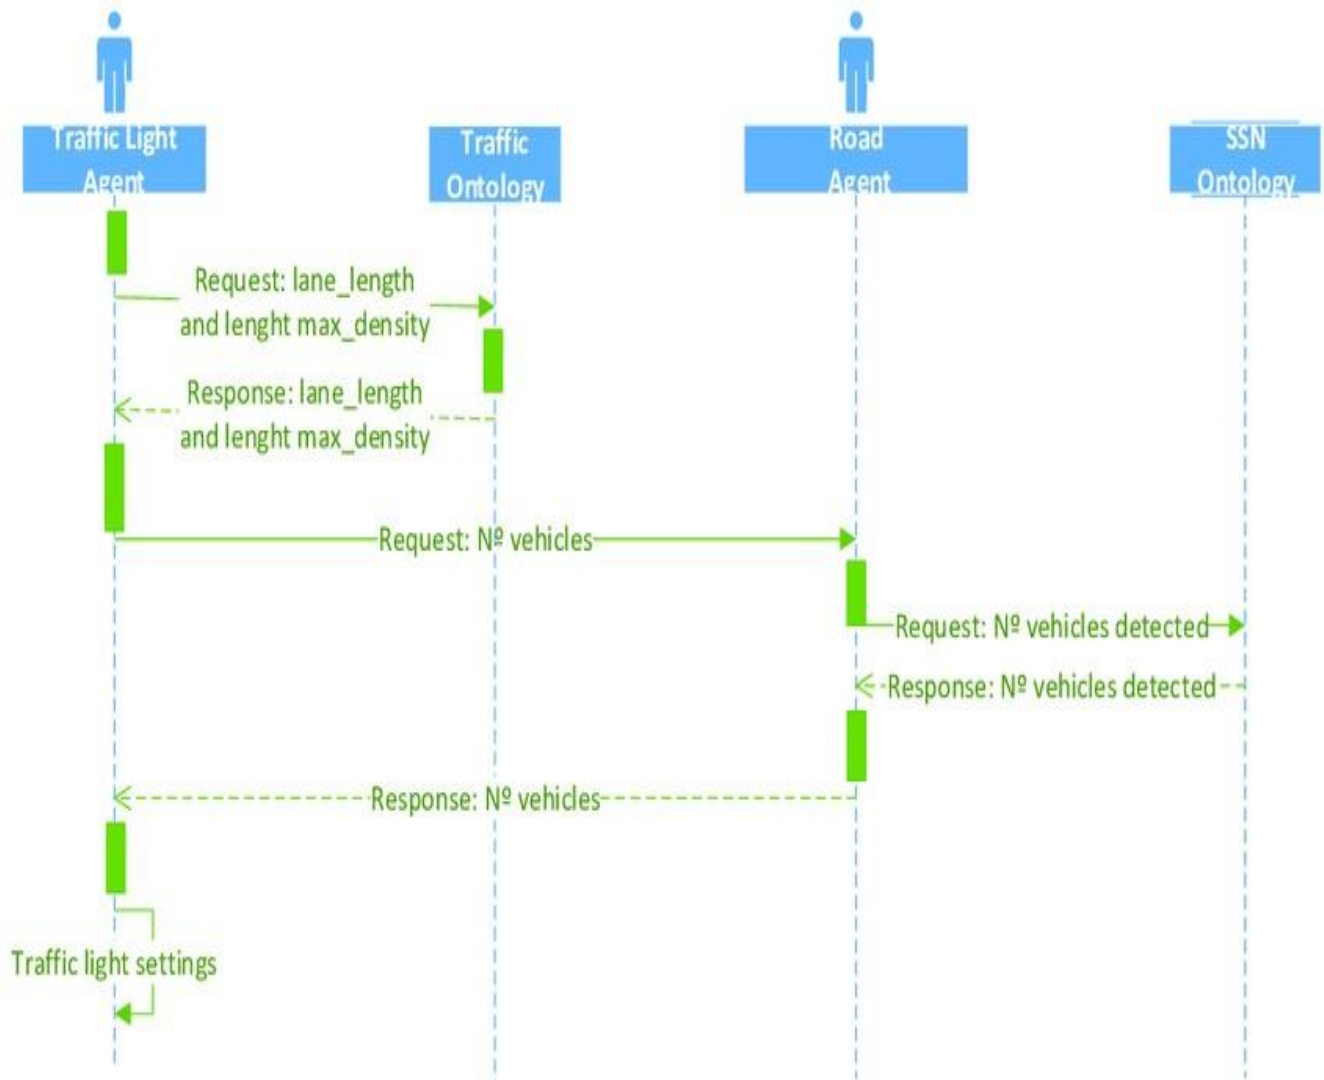 Traffic Light
Agent
Traffic
Ontology
Road
Agent
SSN
Ontology
Request: lane_length
and lenght max_density
Response: lane_length
and lenght max_density
Request: Nº vehicles
Request: Nº vehicles detected
Response: Nº vehicles detected
Response: Nº vehicles
Traffic light settings